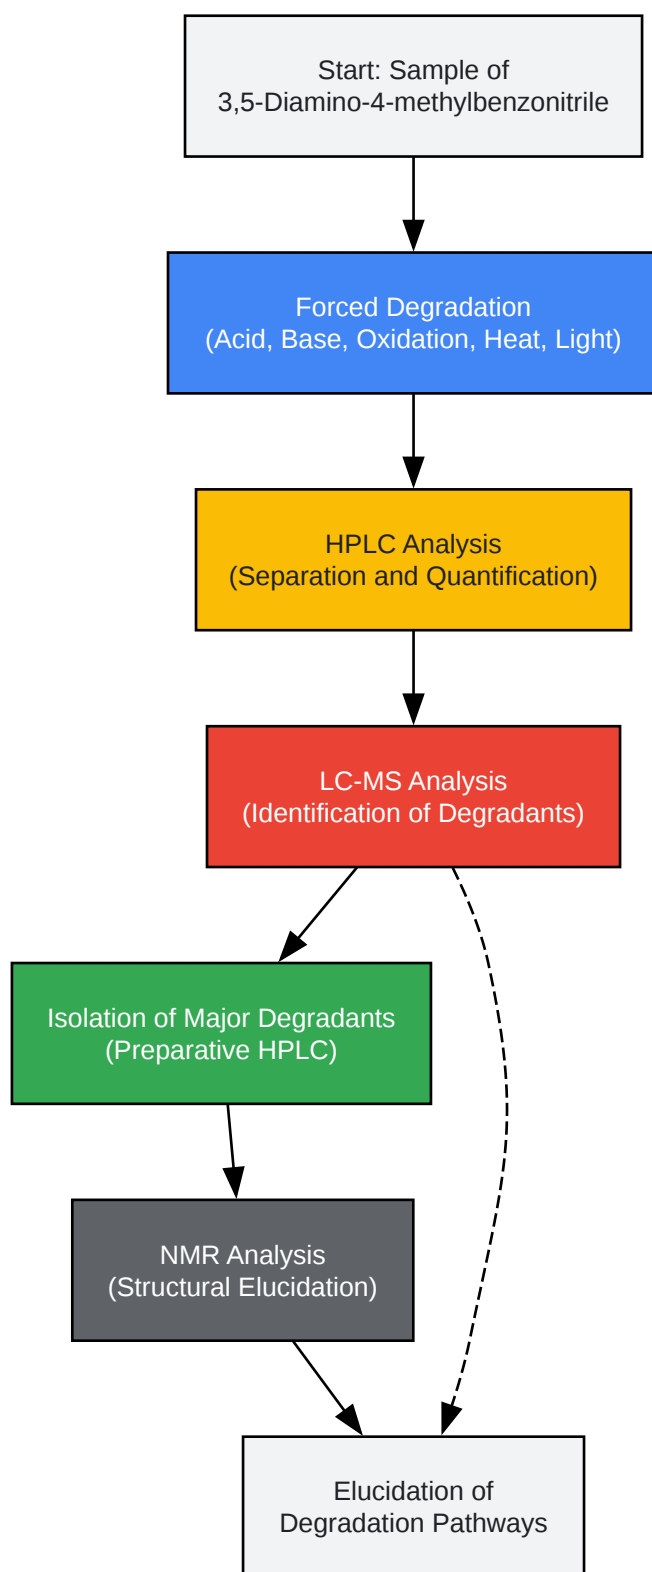 Start: Sample of
3,5-Diamino-4-methylbenzonitrile
Forced Degradation
(Acid, Base, Oxidation, Heat, Light)
HPLC Analysis
(Separation and Quantification)
LC-MS Analysis
(Identification of Degradants)
Isolation of Major Degradants
(Preparative HPLC)
NMR Analysis
(Structural Elucidation)
Elucidation of
Degradation Pathways